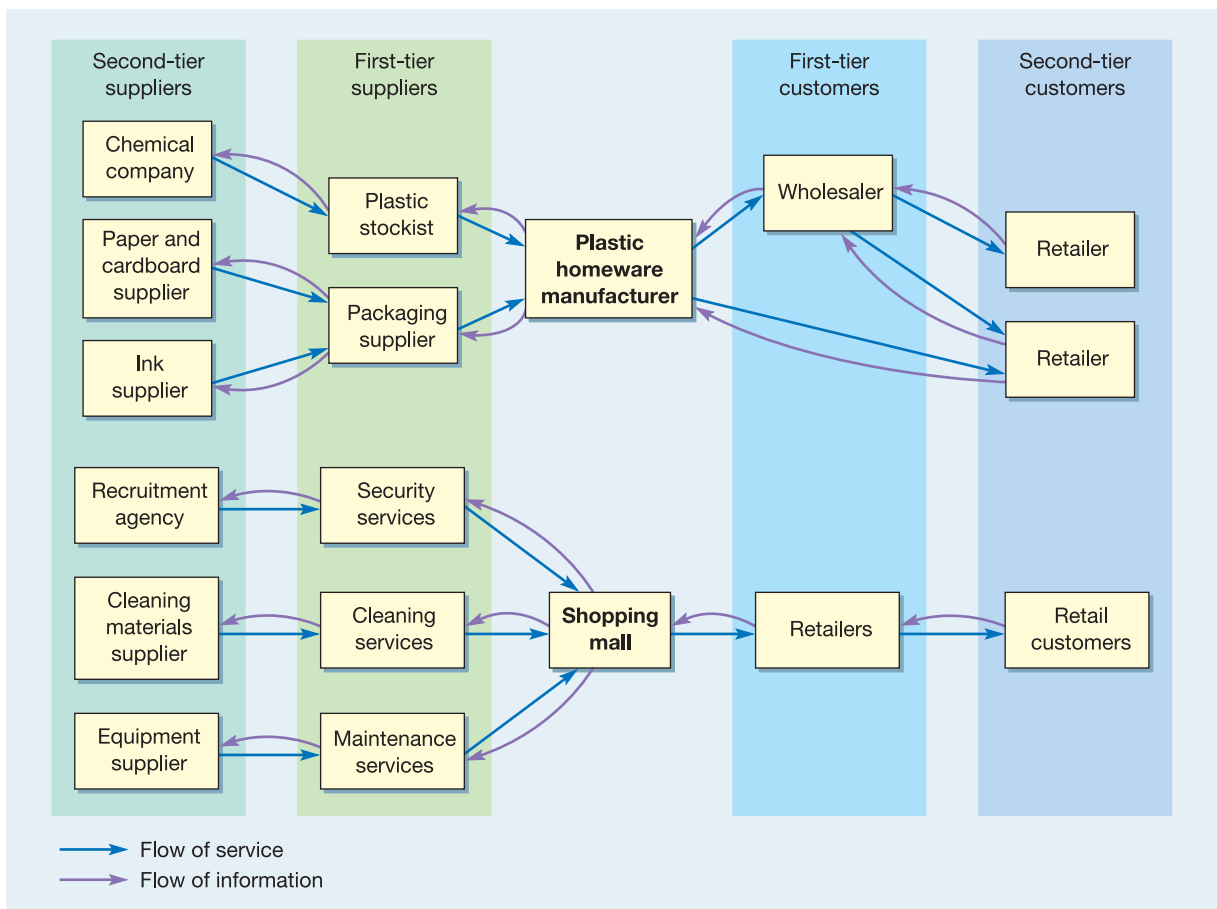 Second-tier
suppliers
First-tier
suppliers
First-tier
customers
Second-tier
customers
Chemical
company
Plastic
stockist
Paper and
cardboard
supplier
Packaging
supplier
Ink
supplier
Plastic
homeware
manufacturer
Wholesaler
Retailer
Retailer
Recruitment
agency
Security
services
Cleaning
materials
supplier
Cleaning
services
Shopping
mall
Retailers
Retail
customers
Equipment
supplier
Maintenance
services
Flow of service
Flow of information